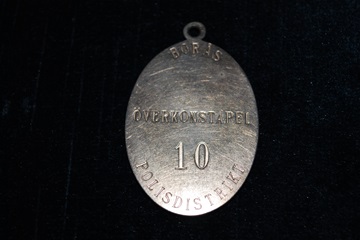 BORÅS
ÖVERKONSTAPEL
10
POLISDISTRIKT